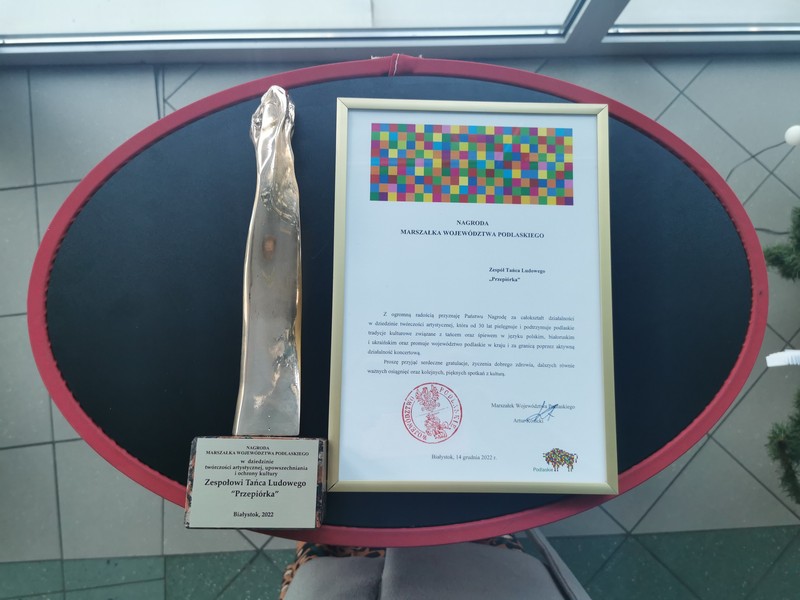 NAGRODA
MARSZAŁKA WOJEWÓDZTWA PODLASKIEGO
Zespół Tańca Ludowego
„Przepiórka”
Z ogromną radością przyznaję Państwu Nagrodę za całokształt działalności
w dziedzinie twórczości artystycznej, która od 30 lat pielęgnuje i podtrzymuje podlaskie
tradycje kulturowe związane z tańcem oraz śpiewem w języku polskim, białoruskim
i ukraińskim oraz promuje województwo podlaskie w kraju i za granicą poprzez aktywną
działalność koncertową.
Proszę przyjąć serdeczne gratulacje, życzenia dobrego zdrowia, dalszych równie
ważnych osiągnięć oraz kolejnych, pięknych spotkań z kulturą.
Marszałek Województwa Podlaskiego
Artur
WOJEWÓDZTWO PODLASKIE
Białystok, 14 grudnia 2022 r.
Podlaskie
NAGRODA
MARSZAŁKA WOJEWÓDZTWA PODLASKIEGO
w dziedzinie
twórczości artystycznej, upowszechniania
i ochrony kultury
Zespołowi Tańca Ludowego
“Przepiórka”
Białystok, 2022